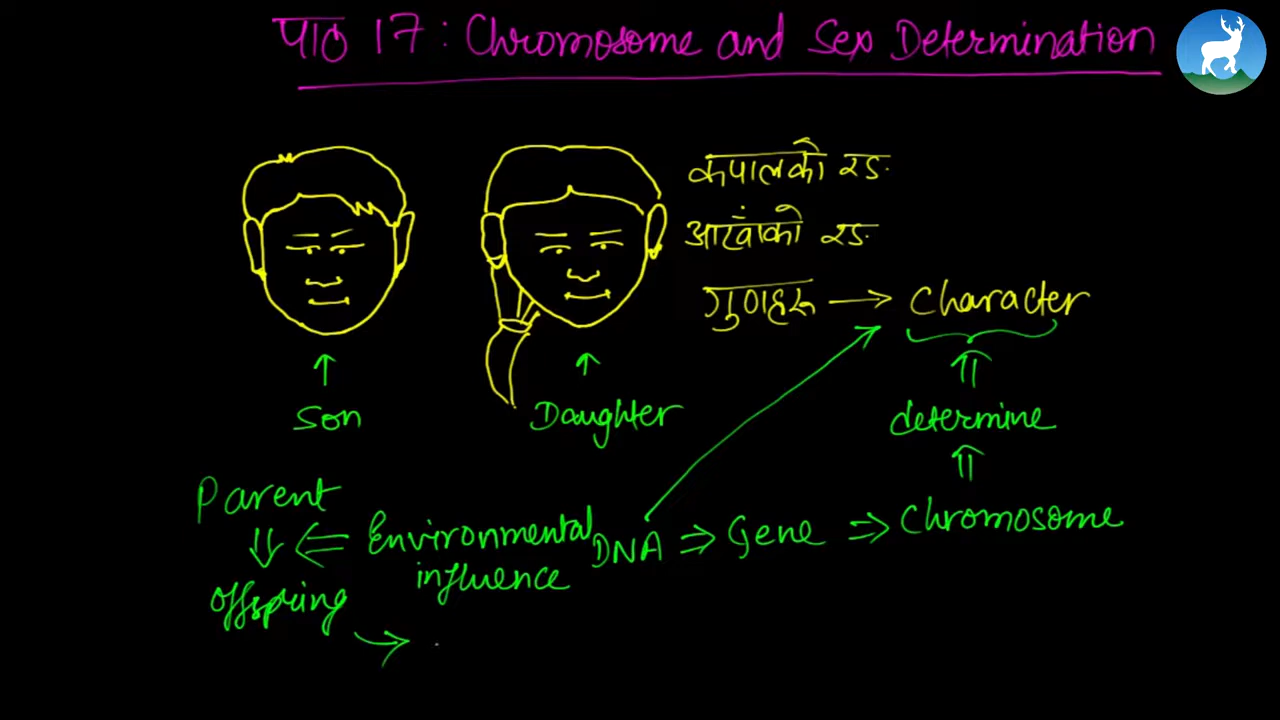 पाठ 17 : Chromosome and Sex Determination
कपालको रङ
आखाँको रङ
गुणहरू → Character
Son
Daughter
determine
Parent
Environmental
influence
DNA ⇒ Gene ⇒ Chromosome
offspring